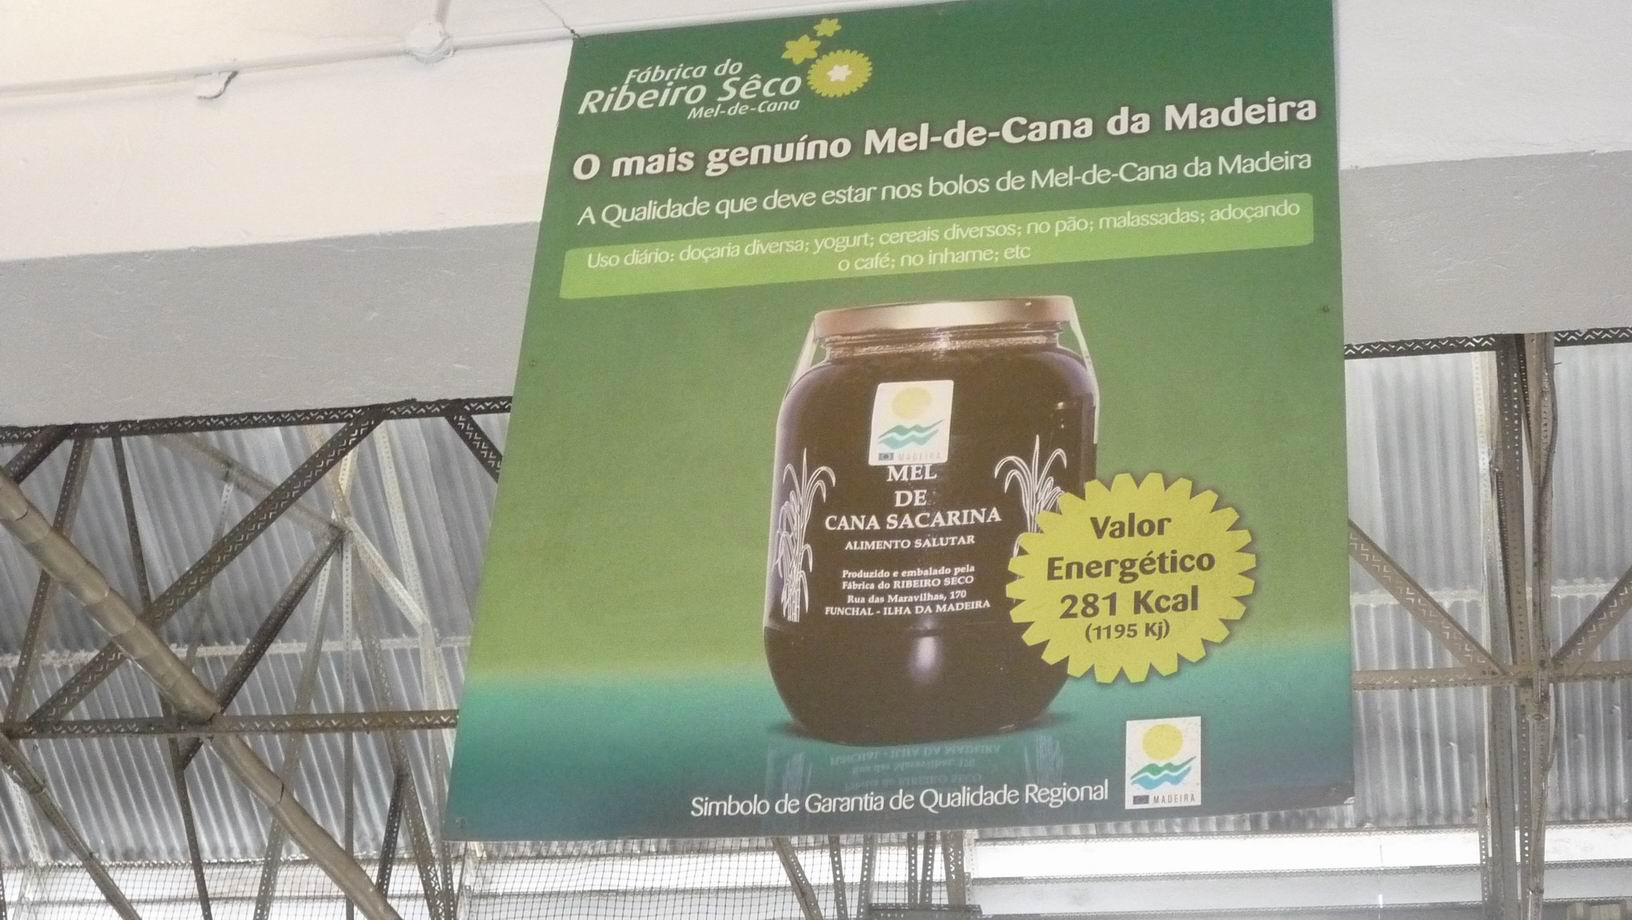 Fábrica do
Ribeiro Sêco
Mel-de-Cana
O mais genuíno Mel-de-Cana da Madeira
A Qualidade que deve estar nos bolos de Mel-de-Cana da Madeira
Uso diário: doçaria diversa; yogurt; cereais diversos; no pão; malassadas; adoçando
o café; no inhame; etc
MADEIRA
MEL
DE
CANA SACARINA
ALIMENTO SALUTAR
Produzido e embalado pela
Fábrica do RIBEIRO SECO
Rua das Maravilhas, 170
FUNCHAL - ILHA DA MADEIRA
Valor
Energético
281 Kcal
(1195 Kj)
Simbolo de Garantia de Qualidade Regional
MADEIRA